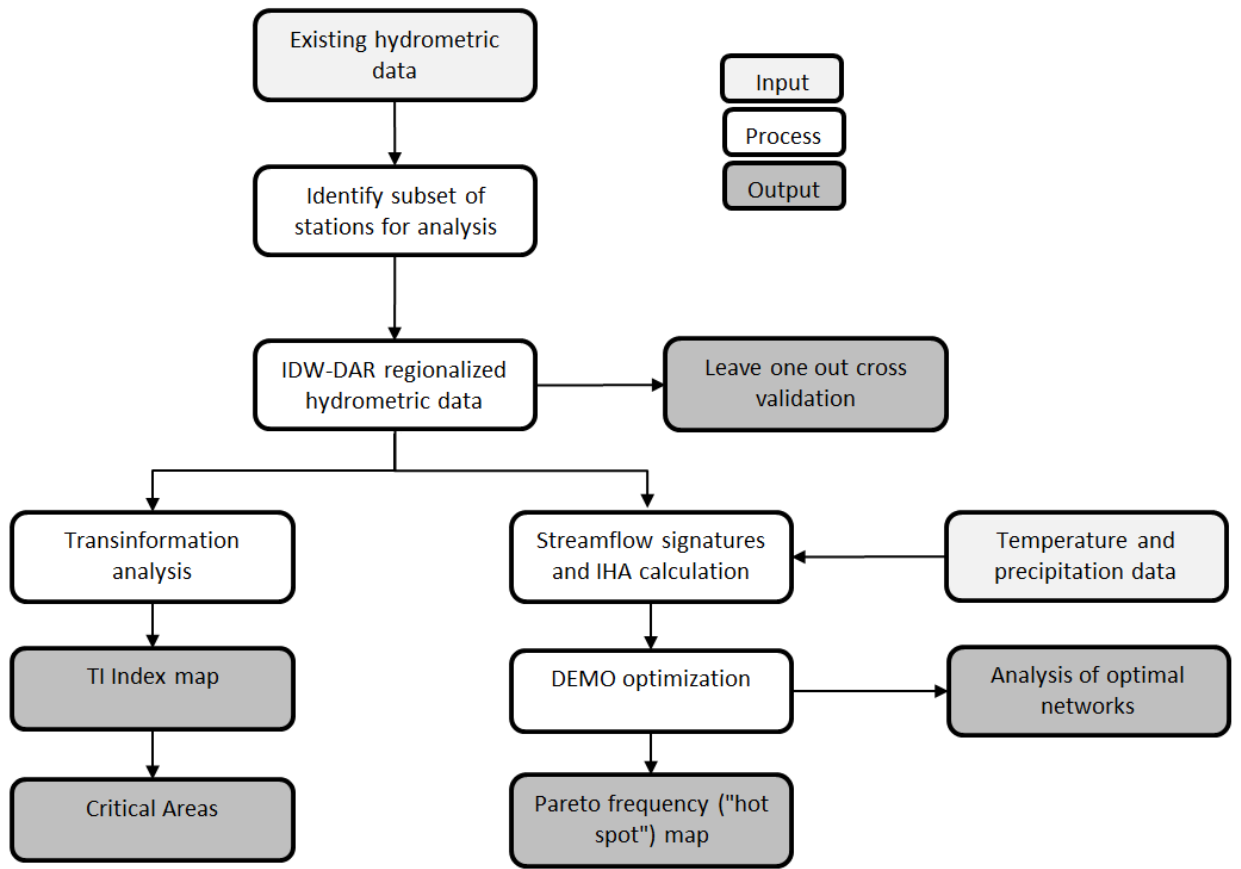 Existing hydrometric
data
Input
Process
Output
Identify subset of
stations for analysis
IDW-DAR regionalized
hydrometric data
Leave one out cross
validation
Transinformation
analysis
Streamflow signatures
and IHA calculation
Temperature and
precipitation data
TI Index map
DEMO optimization
Analysis of optimal
networks
Critical Areas
Pareto frequency ("hot
spot") map